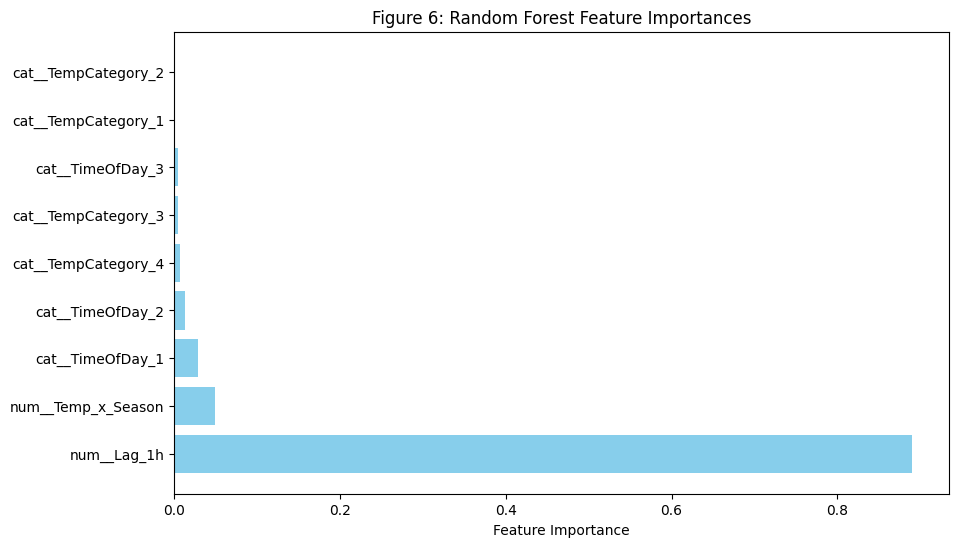 Figure 6: Random Forest Feature Importances
cat__TempCategory_2
cat__TempCategory_1
cat__TimeOfDay_3
cat__TempCategory_3
cat__TempCategory_4
cat__TimeOfDay_2
cat__TimeOfDay_1
num__Temp_x_Season
num__Lag_1h
0.0 0.2 0.4 0.6 0.8
Feature Importance